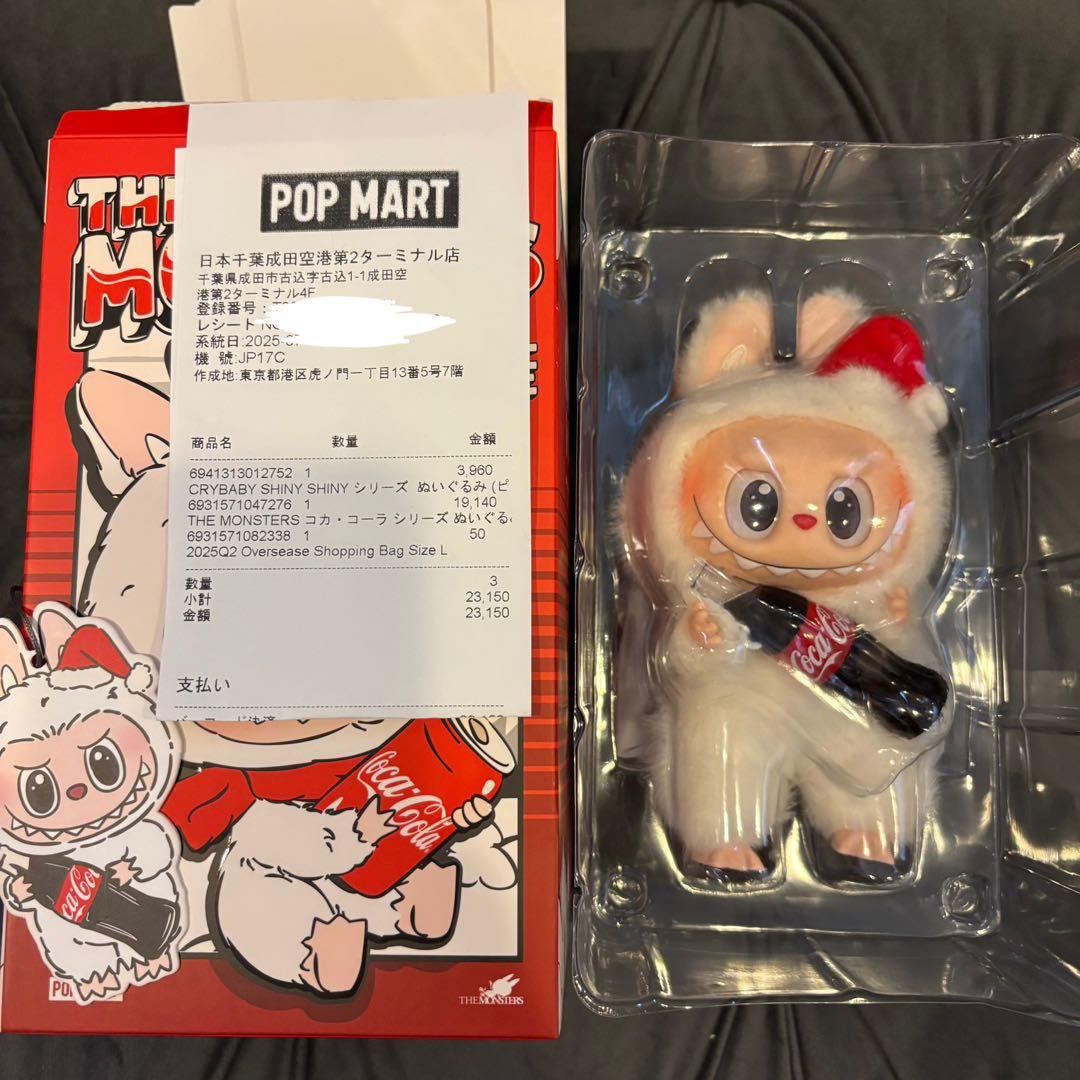 POP MART
日本千葉成田空港第2ターミナル店
千葉県成田市古込字古込1-1成田空
港第2ターミナル4F
登録番号:
レシート
系統日:2025-
機 號:JP17C
作成地:東京都港区虎ノ門一丁目13番5号7階
商品名 数量 金額
6941313012752 1 3,960
CRYBABY SHINY SHINY シリーズ ぬいぐるみ (ピ
6931571047276 1 19,140
THE MONSTERS コカ・コーラ シリーズ ぬいぐる
6931571082338 1 50
2025Q2 Oversease Shopping Bag Size L
数量 3
小計 23,150
金額 23,150
支払い
Coca-Cola
Coca-Cola
THE MONSTERS